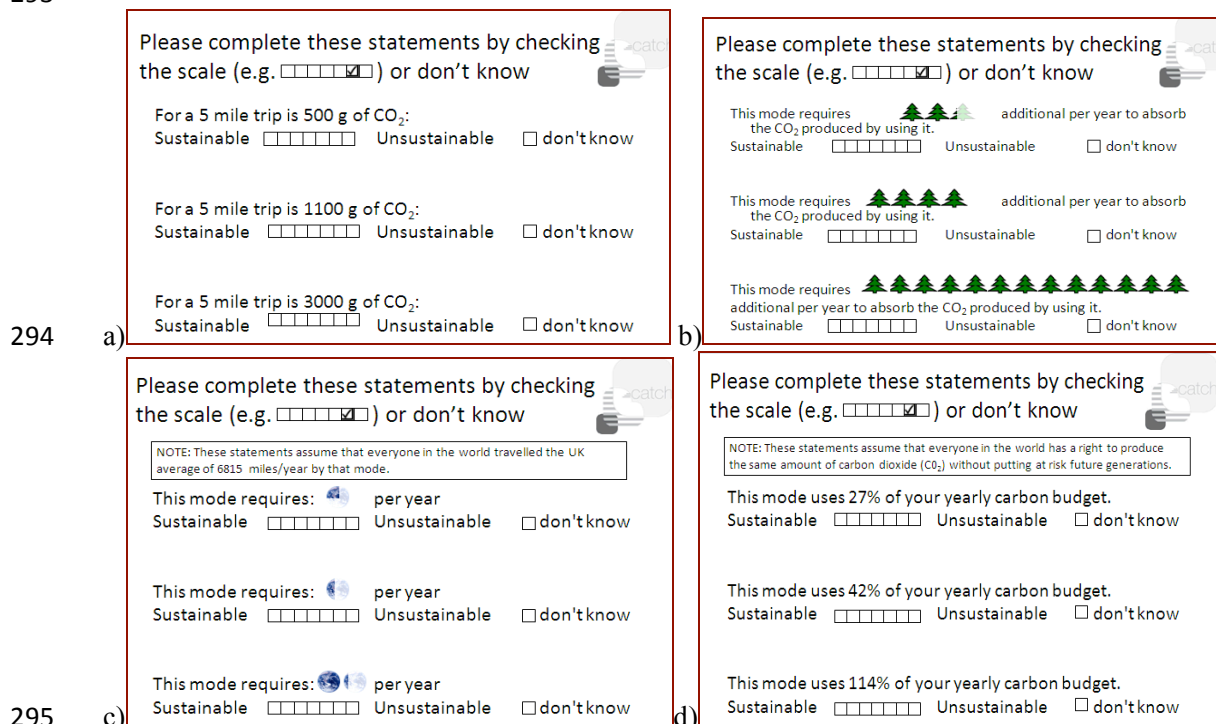 Please complete these statements by checking
the scale (e.g. ) or don't know
For a 5 mile trip is 500 g of CO₂:
Sustainable Unsustainable don't know
For a 5 mile trip is 1100 g of CO₂:
Sustainable Unsustainable don't know
For a 5 mile trip is 3000 g of CO₂:
Sustainable Unsustainable don't know
294 a)
catch
Please complete these statements by checking
the scale (e.g. ) or don't know
This mode requires additional per year to absorb
the CO₂ produced by using it.
Sustainable Unsustainable don't know
This mode requires additional per year to absorb
the CO₂ produced by using it.
Sustainable Unsustainable don't know
This mode requires
additional per year to absorb the CO₂ produced by using it.
Sustainable Unsustainable don't know
b)
Please complete these statements by checking
the scale (e.g. ) or don't know
catch
NOTE: These statements assume that everyone in the world travelled the UK
average of 6815 miles/year by that mode.
This mode requires: per year
Sustainable Unsustainable don't know
This mode requires: per year
Sustainable Unsustainable don't know
This mode requires: per year
Sustainable Unsustainable don't know
295 c)
Please complete these statements by checking
the scale (e.g. ) or don't know
catch
NOTE: These statements assume that everyone in the world has a right to produce
the same amount of carbon dioxide (C0₂) without putting at risk future generations.
This mode uses 27% of your yearly carbon budget.
Sustainable Unsustainable don't know
This mode uses 42% of your yearly carbon budget.
Sustainable Unsustainable don't know
This mode uses 114% of your yearly carbon budget.
Sustainable Unsustainable don't know
d)